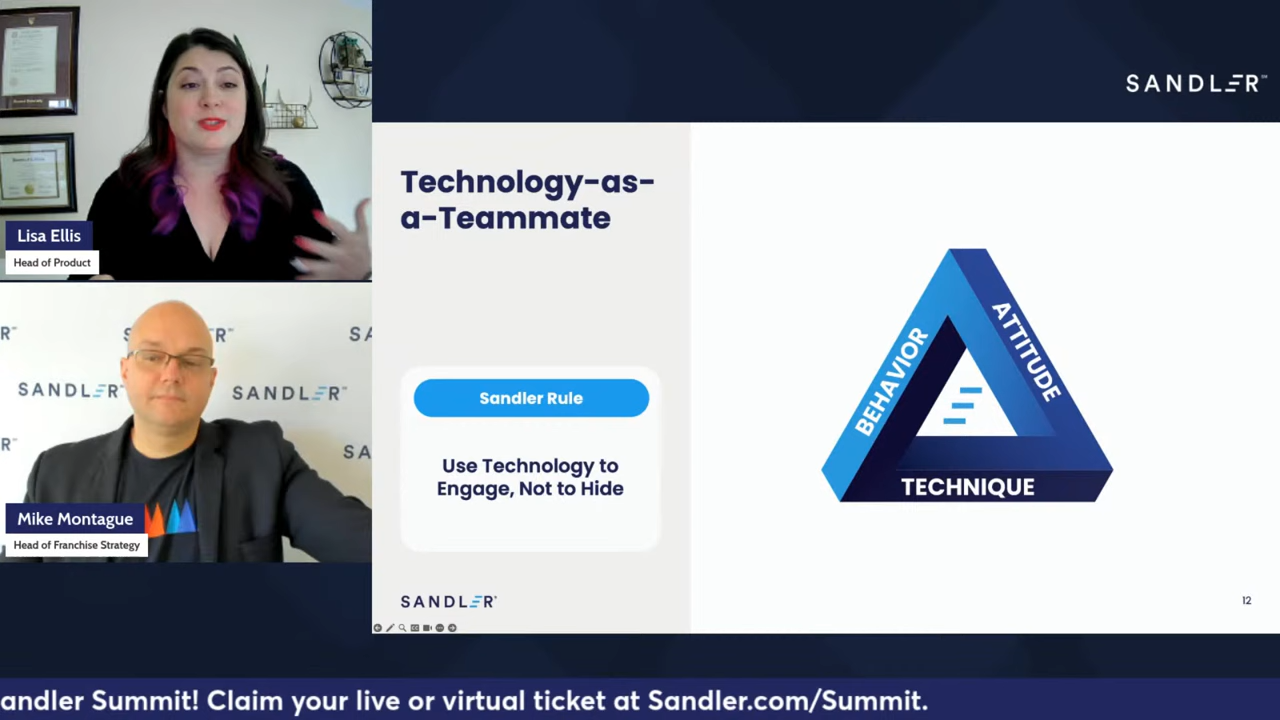 SANDLER™
Technology-as-
a-Teammate
Sandler Rule
Use Technology to
Engage, Not to Hide
SANDLER
BEHAVIOR
ATTITUDE
TECHNIQUE
12
Lisa Ellis
Head of Product
SANDLER
SANDLER™
Mike Montague
Head of Franchise Strategy
andler Summit! Claim your live or virtual ticket at Sandler.com/Summit.